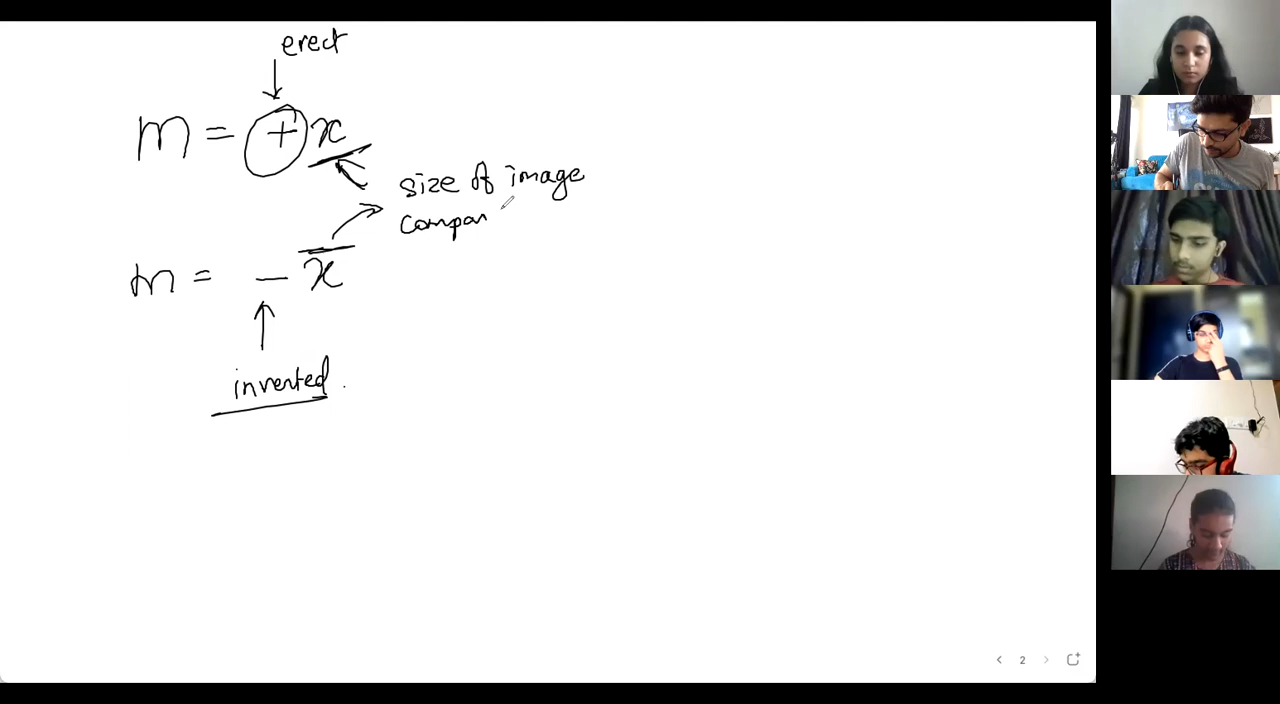 erect
m = + x
size of image
compar
m = - x
inverted.
2